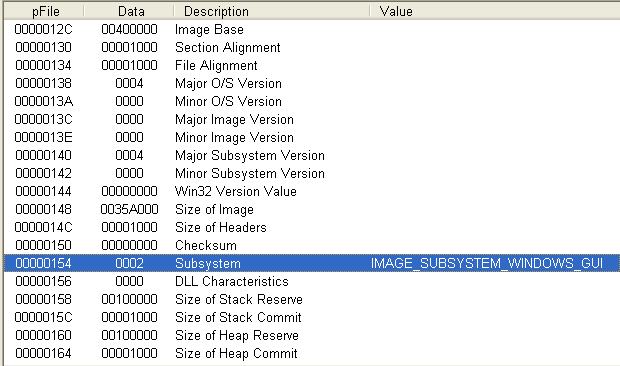 pFile Data Description Value
0000012C 00400000 Image Base
00000130 00001000 Section Alignment
00000134 00001000 File Alignment
00000138 0004 Major O/S Version
0000013A 0000 Minor O/S Version
0000013C 0000 Major Image Version
0000013E 0000 Minor Image Version
00000140 0004 Major Subsystem Version
00000142 0000 Minor Subsystem Version
00000144 00000000 Win32 Version Value
00000148 0035A000 Size of Image
0000014C 00001000 Size of Headers
00000150 00000000 Checksum
00000154 0002 Subsystem IMAGE_SUBSYSTEM_WINDOWS_GUI
00000156 0000 DLL Characteristics
00000158 00100000 Size of Stack Reserve
0000015C 00001000 Size of Stack Commit
00000160 00100000 Size of Heap Reserve
00000164 00001000 Size of Heap Commit